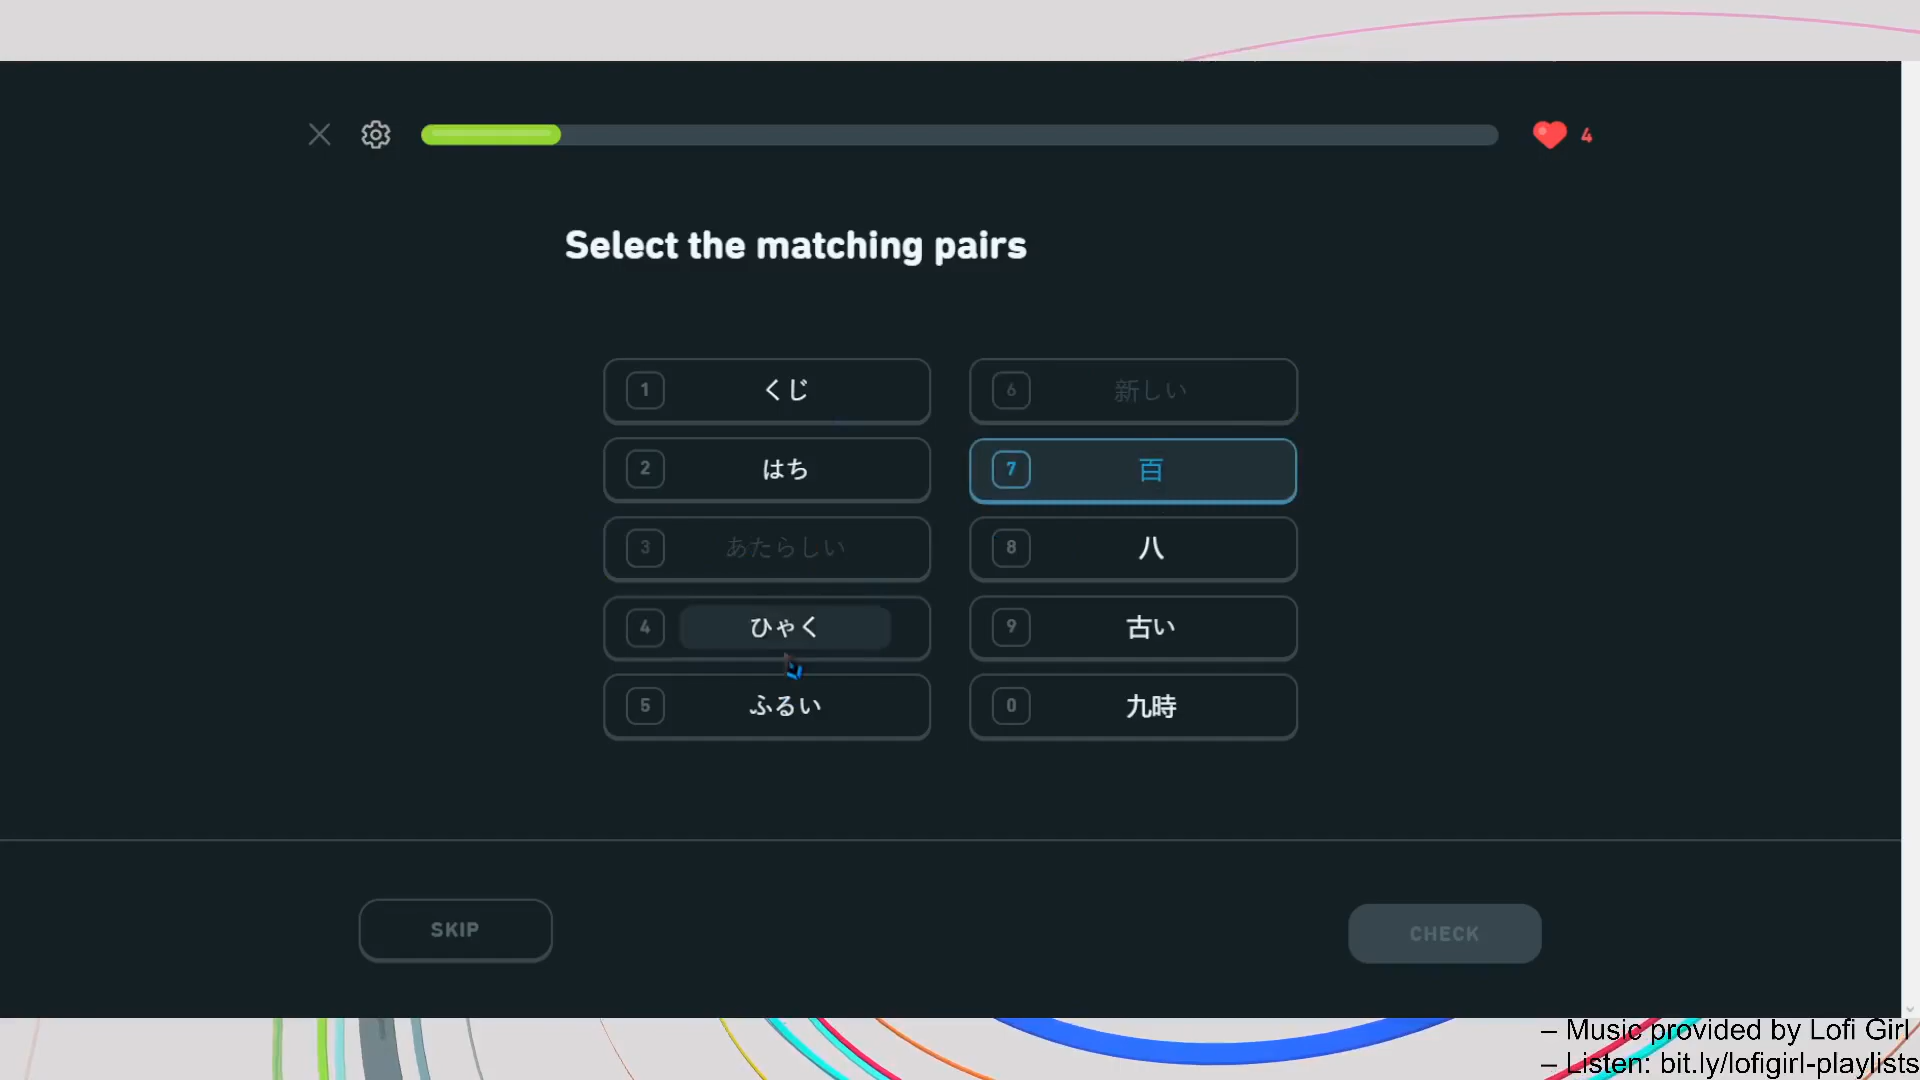 4
Select the matching pairs
1 くじ
6 新しい
2 はち
7 百
3 あたらしい
8 八
4 ひゃく
9 古い
5 ふるい
0 九時
SKIP
CHECK
– Music provided by Lofi Girl
– Listen: bit.ly/lofigirl-playlists